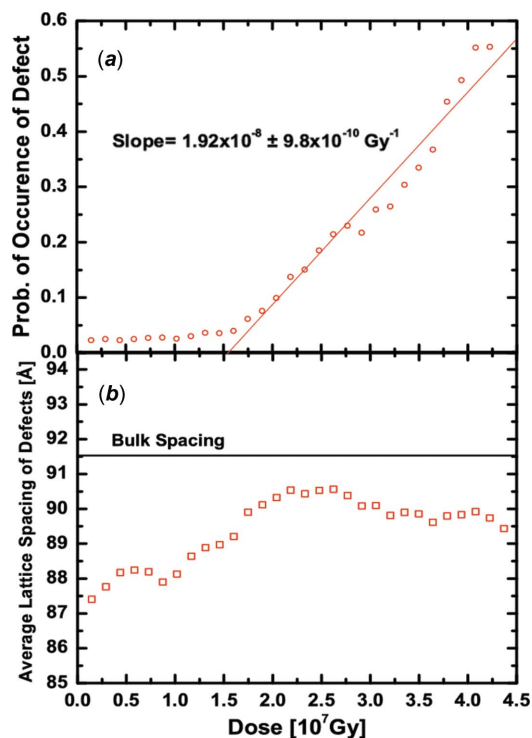 0.6
(a)
0.5
0.4
Slope= 1.92x10⁻⁸ ± 9.8x10⁻¹⁰ Gy⁻¹
0.3
0.2
0.1
0.0
Prob. of Occurence of Defect
94
(b)
93
92
Bulk Spacing
91
90
89
88
87
86
85
Average Lattice Spacing of Defects [Å]
0.0 0.5 1.0 1.5 2.0 2.5 3.0 3.5 4.0 4.5
Dose [10⁷Gy]